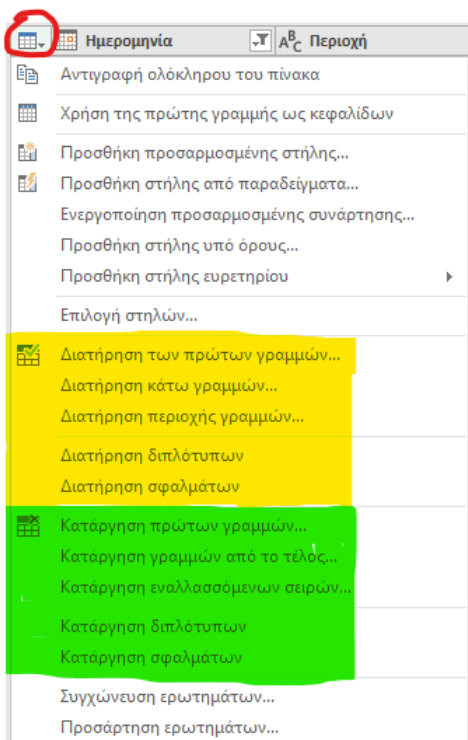 Ημερομηνία ABC Περιοχή
Αντιγραφή ολόκληρου του πίνακα
Χρήση της πρώτης γραμμής ως κεφαλίδων
Προσθήκη προσαρμοσμένης στήλης...
Προσθήκη στήλης από παραδείγματα...
Ενεργοποίηση προσαρμοσμένης συνάρτησης...
Προσθήκη στήλης υπό όρους...
Προσθήκη στήλης ευρετηρίου
Επιλογή στηλών...
Διατήρηση των πρώτων γραμμών...
Διατήρηση κάτω γραμμών...
Διατήρηση περιοχής γραμμών...
Διατήρηση διπλότυπων
Διατήρηση σφαλμάτων
Κατάργηση πρώτων γραμμών...
Κατάργηση γραμμών από το τέλος...
Κατάργηση εναλλασσόμενων σειρών...
Κατάργηση διπλότυπων
Κατάργηση σφαλμάτων
Συγχώνευση ερωτημάτων...
Προσάρτηση ερωτημάτων...